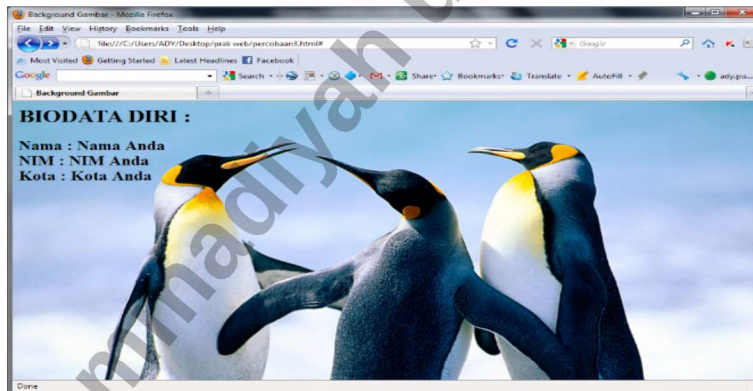 Background Gambar - Mozilla Firefox
File Edit View History Bookmarks Tools Help
file:///C:/Users/ADY/Desktop/prak web/percobaan3.html# Google
Most Visited Getting Started Latest Headlines Facebook
Google Search Share Bookmarks Translate AutoFill ady.pu...
Background Gambar
BIODATA DIRI :
Nama : Nama Anda
NIM : NIM Anda
Kota : Kota Anda
Done